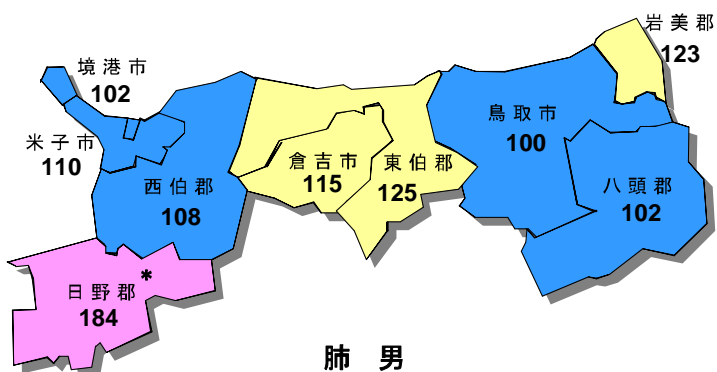 岩美郡
123
境港市
102
鳥取市
100
米子市
110
倉吉市
115
東伯郡
125
西伯郡
108
八頭郡
102
*
日野郡
184
肺 男